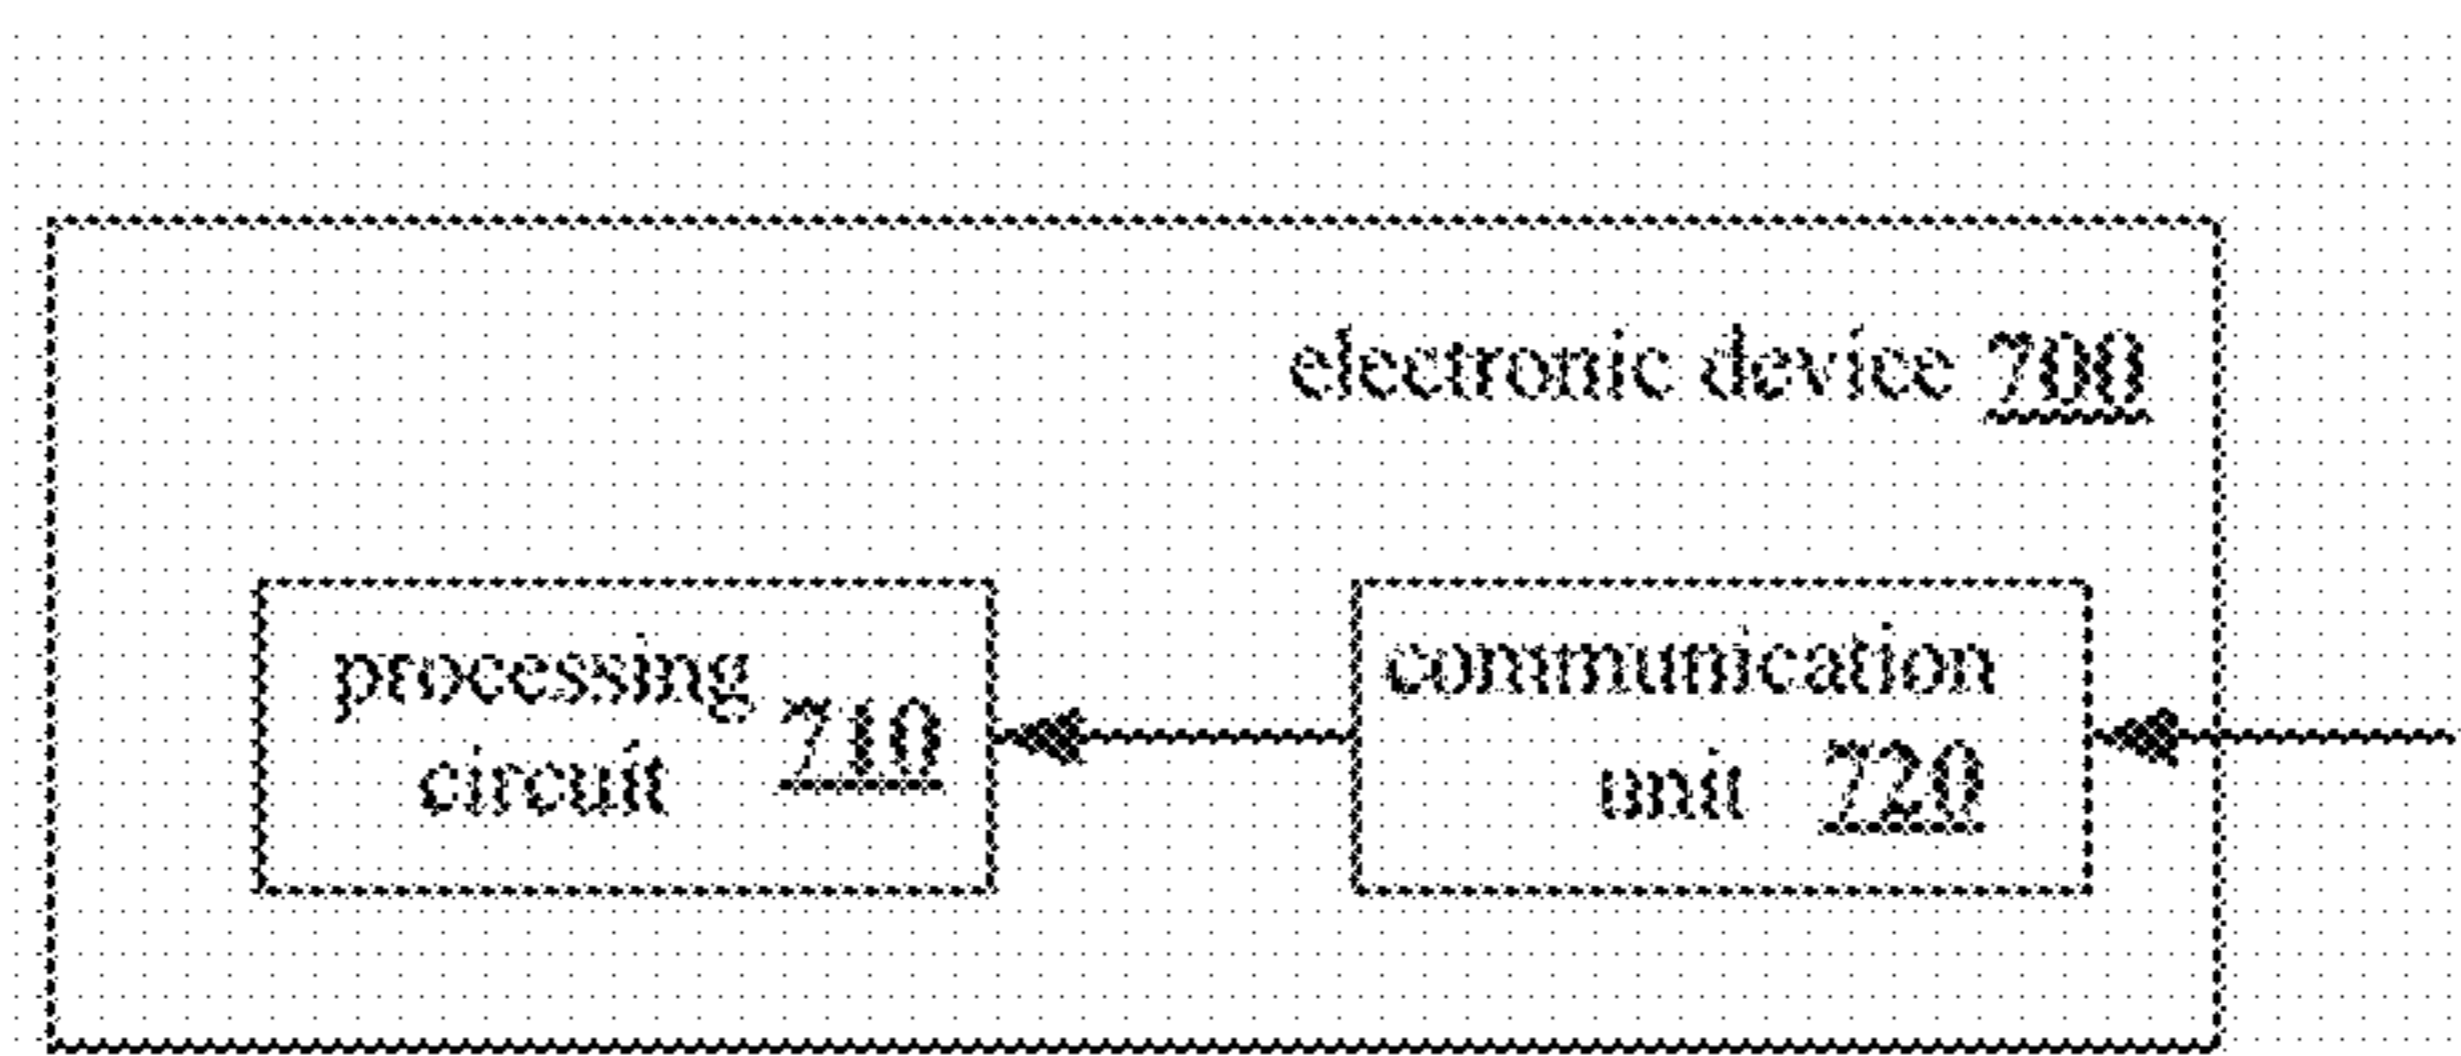 electronic device 700
processing
circuit 710
communication
unit 720